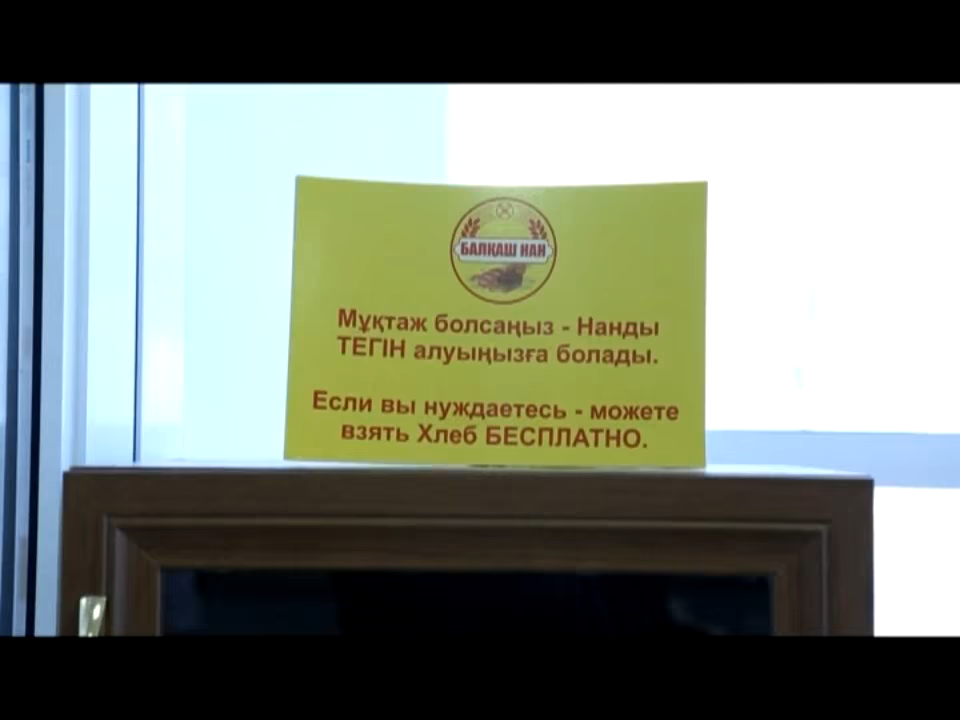 БАЛҚАШ НАН
Мұқтаж болсаңыз - Нанды
ТЕГІН алуыңызға болады.
Если вы нуждаетесь - можете
взять Хлеб БЕСПЛАТНО.